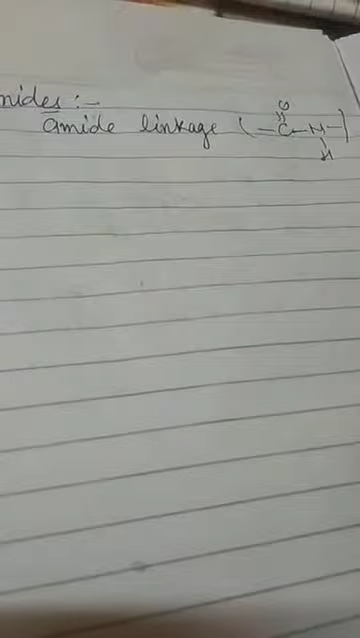 mides :-
amide linkage (-C-N-)
O
H